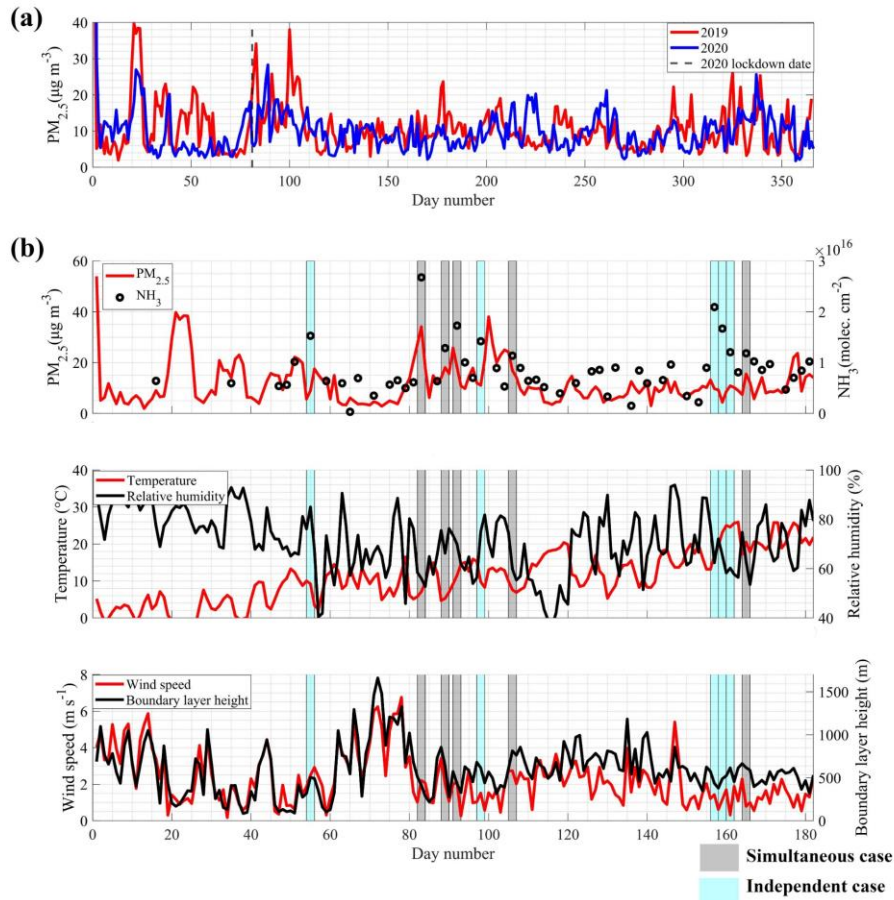 (a)
PM2.5(μg m-3)
40
30
20
10
0
2019
2020
2020 lockdown date
0 50 100 150 200 250 300 350
Day number
(b)
PM2.5(μg m-3)
60
40
20
0
PM2.5
NH3
×10^16
3
2
1
0
NH3(molec. cm-2)
Temperature (°C)
40
30
20
10
0
Temperature
Relative humidity
100
80
60
40
Relative humidity (%)
Wind speed (m s-1)
8
6
4
2
0
Wind speed
Boundary layer height
1500
1000
500
0
Boundary layer height (m)
0 20 40 60 80 100 120 140 160 180
Day number
Simultaneous case
Independent case